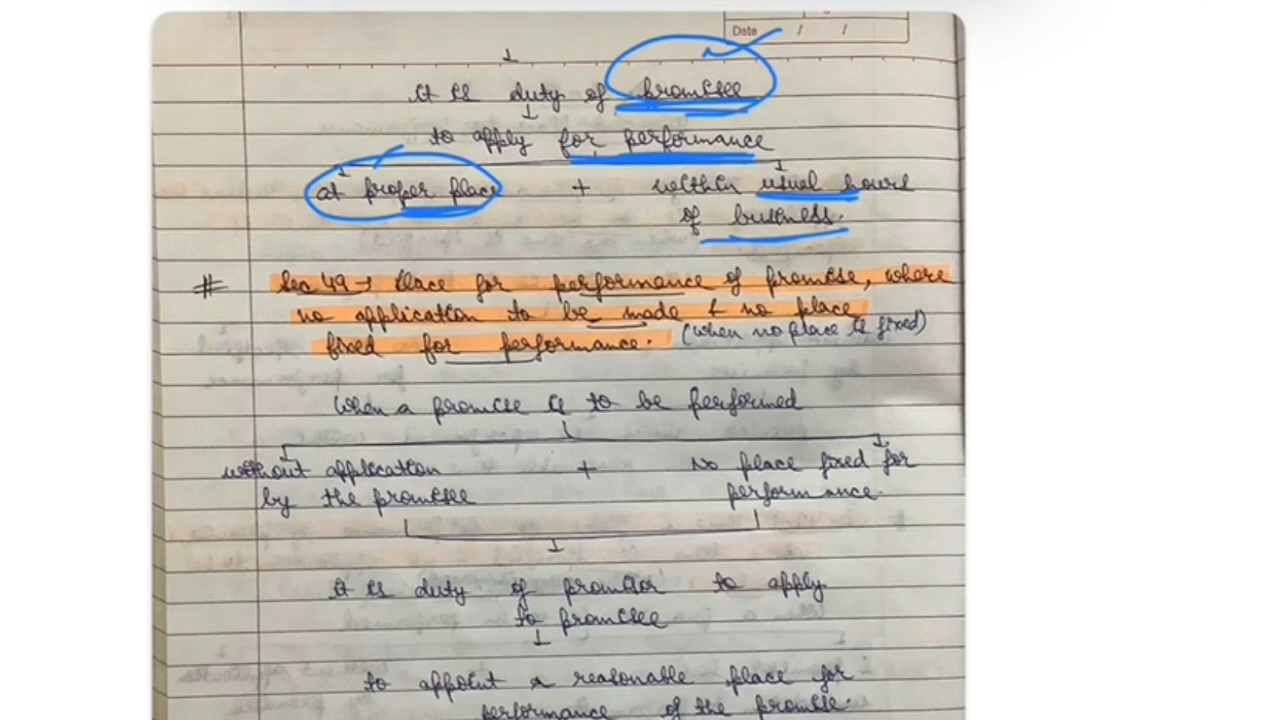 Date / /
It is duty of promisee
to apply for performance
at proper place + within usual hours
of business.
# Sec 49 → Place for performance of promise, where
no application to be made & no place
fixed for performance. (when no place is fixed)
When a promise is to be performed
without application + No place fixed for
by the promisee performance.
It is duty of promisor to apply
to promisee
to appoint a reasonable place for
performance of the promise.